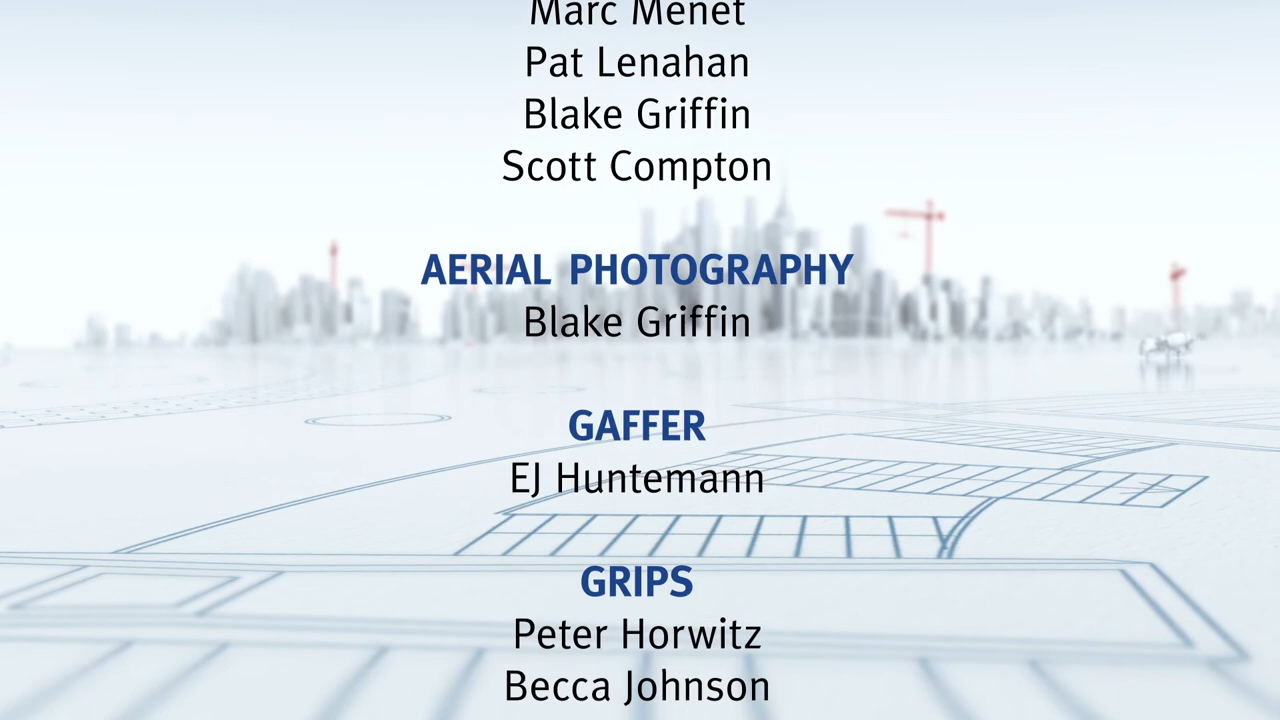 Marc Menet
Pat Lenahan
Blake Griffin
Scott Compton
AERIAL PHOTOGRAPHY
Blake Griffin
GAFFER
EJ Huntemann
GRIPS
Peter Horwitz
Becca Johnson